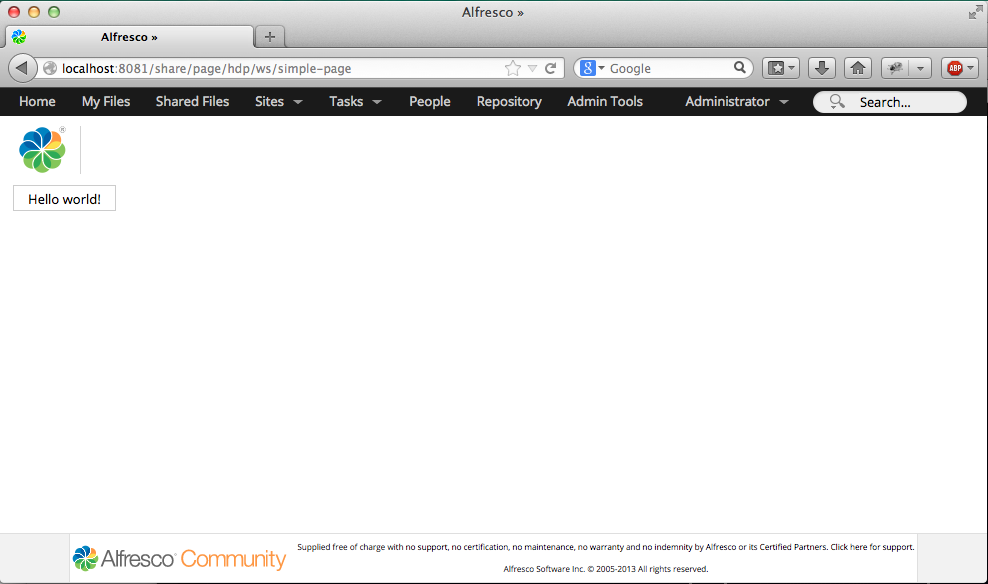 Alfresco »
Alfresco »
localhost:8081/share/page/hdp/ws/simple-page
8 Google
ABP
Home My Files Shared Files Sites Tasks People Repository Admin Tools Administrator Search...
®
Hello world!
Alfresco Community
Supplied free of charge with no support, no certification, no maintenance, no warranty and no indemnity by Alfresco or its Certified Partners. Click here for support.
Alfresco Software Inc. © 2005-2013 All rights reserved.